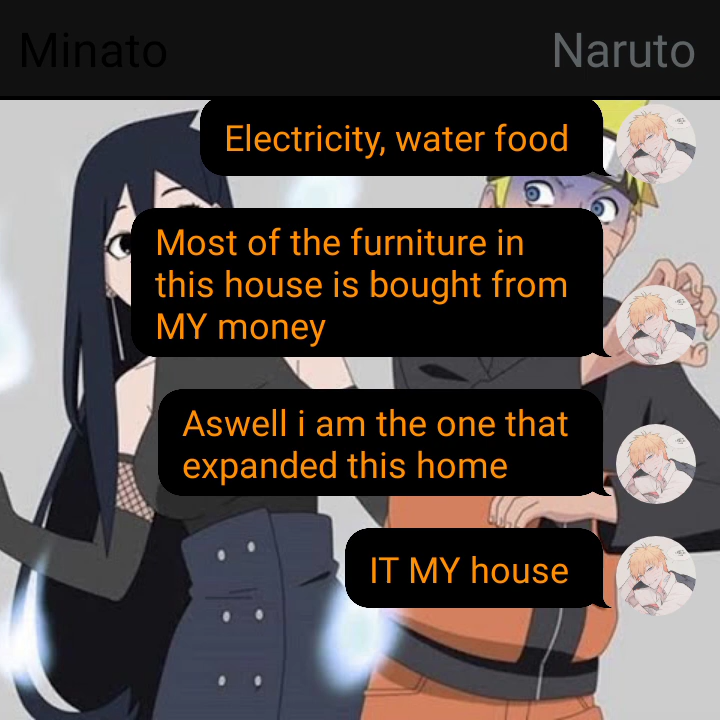 Minato
Naruto
Electricity, water food
Most of the furniture in
this house is bought from
MY money
Aswell i am the one that
expanded this home
IT MY house